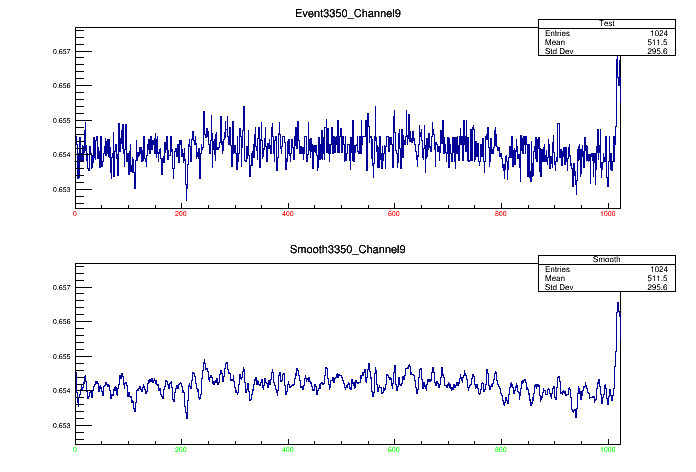 Event3350_Channel9
Test
Entries 1024
Mean 511.5
Std Dev 295.6
0.657
0.656
0.655
0.654
0.653
0 200 400 600 800 1000
Smooth3350_Channel9
Smooth
Entries 1024
Mean 511.5
Std Dev 295.6
0.657
0.656
0.655
0.654
0.653
0 200 400 600 800 1000